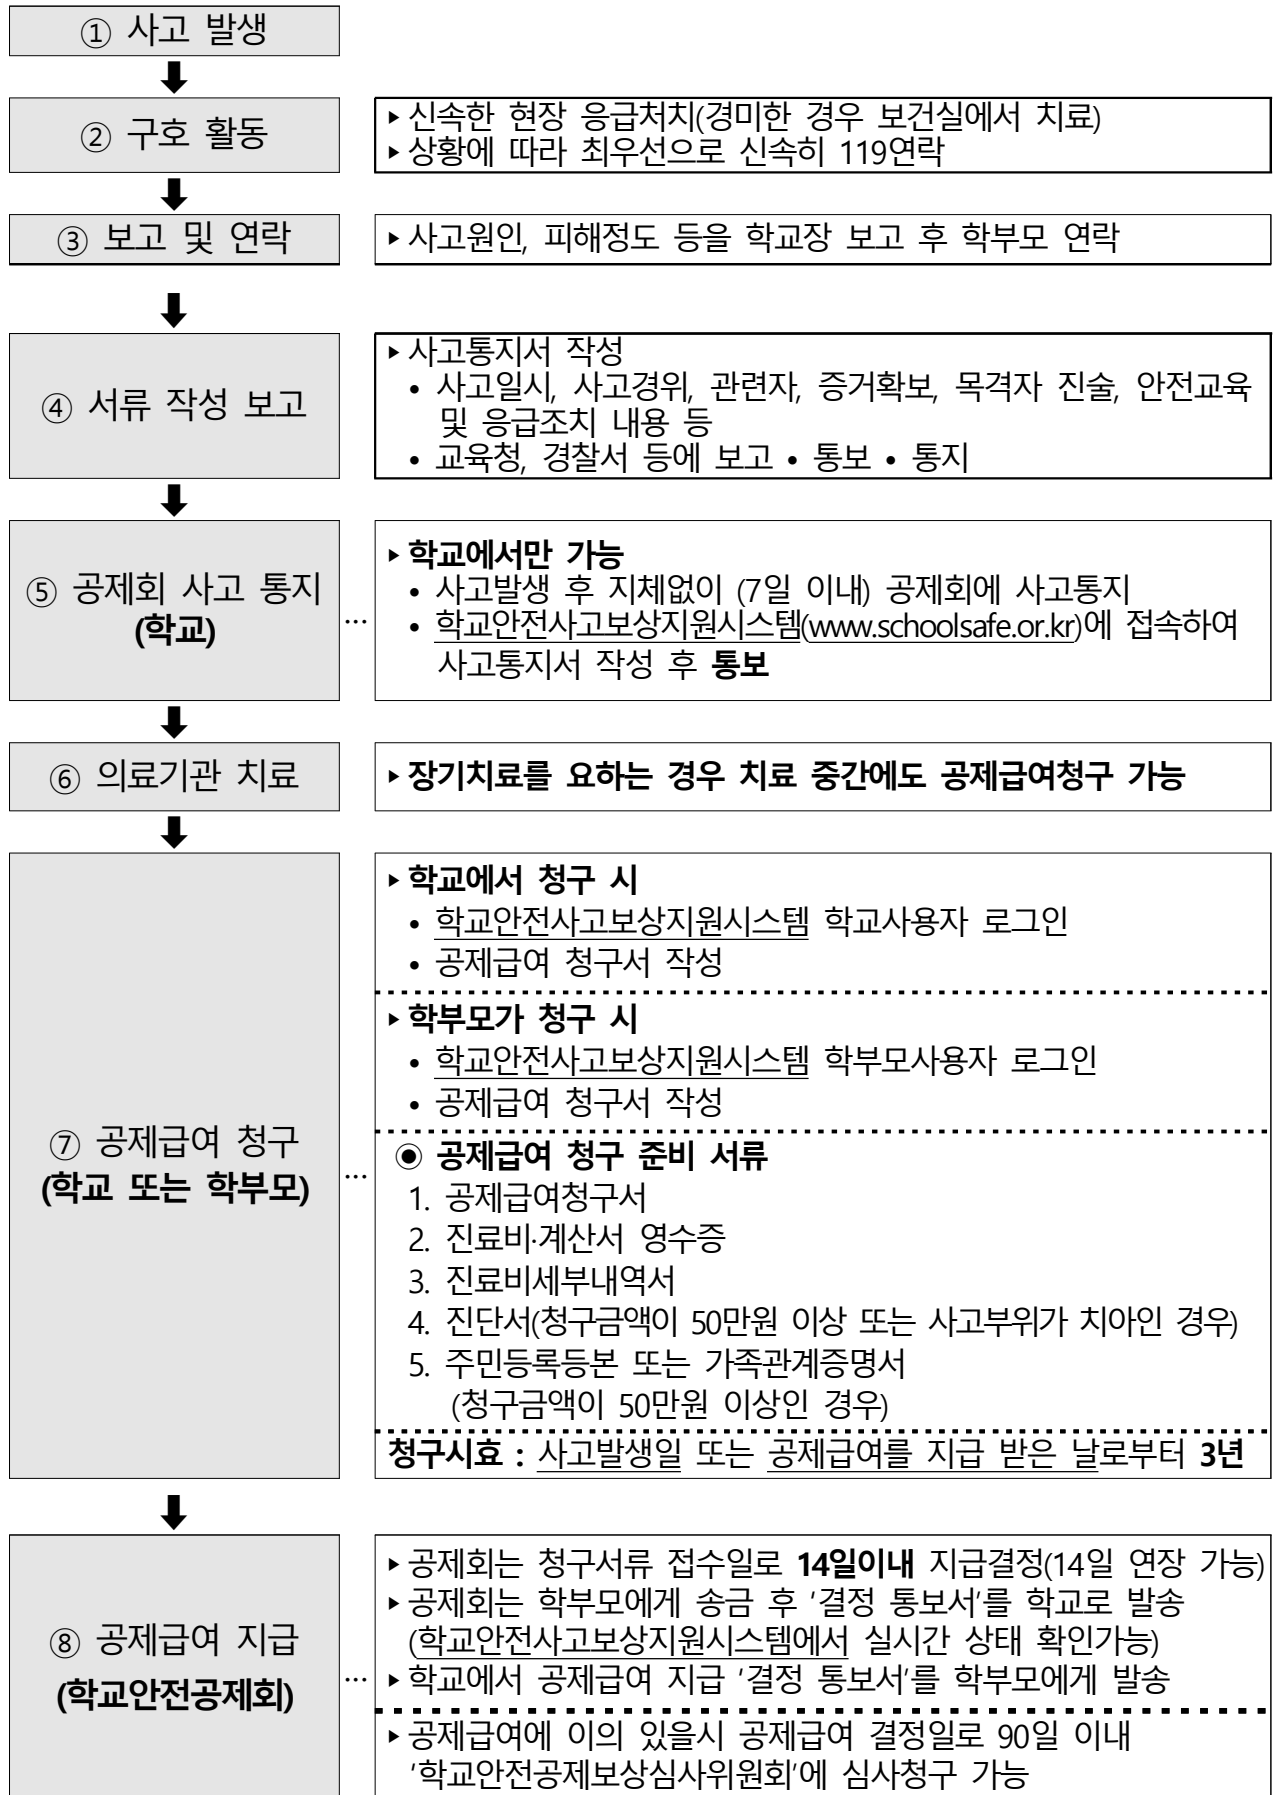 ① 사고 발생
② 구호 활동
▸신속한 현장 응급처치(경미한 경우 보건실에서 치료)
▸상황에 따라 최우선으로 신속히 119연락
③ 보고 및 연락
▸사고원인, 피해정도 등을 학교장 보고 후 학부모 연락
④ 서류 작성 보고
▸사고통지서 작성
• 사고일시, 사고경위, 관련자, 증거확보, 목격자 진술, 안전교육
및 응급조치 내용 등
• 교육청, 경찰서 등에 보고 • 통보 • 통지
⑤ 공제회 사고 통지
(학교)
…
▸학교에서만 가능
• 사고발생 후 지체없이 (7일 이내) 공제회에 사고통지
• 학교안전사고보상지원시스템(www.schoolsafe.or.kr)에 접속하여
사고통지서 작성 후 통보
⑥ 의료기관 치료
▸장기치료를 요하는 경우 치료 중간에도 공제급여청구 가능
⑦ 공제급여 청구
(학교 또는 학부모)
…
▸학교에서 청구 시
• 학교안전사고보상지원시스템 학교사용자 로그인
• 공제급여 청구서 작성
▸학부모가 청구 시
• 학교안전사고보상지원시스템 학부모사용자 로그인
• 공제급여 청구서 작성
◉ 공제급여 청구 준비 서류
1. 공제급여청구서
2. 진료비·계산서 영수증
3. 진료비세부내역서
4. 진단서(청구금액이 50만원 이상 또는 사고부위가 치아인 경우)
5. 주민등록등본 또는 가족관계증명서
(청구금액이 50만원 이상인 경우)
청구시효 : 사고발생일 또는 공제급여를 지급 받은 날로부터 3년
⑧ 공제급여 지급
(학교안전공제회)
…
▸공제회는 청구서류 접수일로 14일이내 지급결정(14일 연장 가능)
▸공제회는 학부모에게 송금 후 '결정 통보서'를 학교로 발송
(학교안전사고보상지원시스템에서 실시간 상태 확인가능)
▸학교에서 공제급여 지급 '결정 통보서'를 학부모에게 발송
▸공제급여에 이의 있을시 공제급여 결정일로 90일 이내
'학교안전공제보상심사위원회'에 심사청구 가능